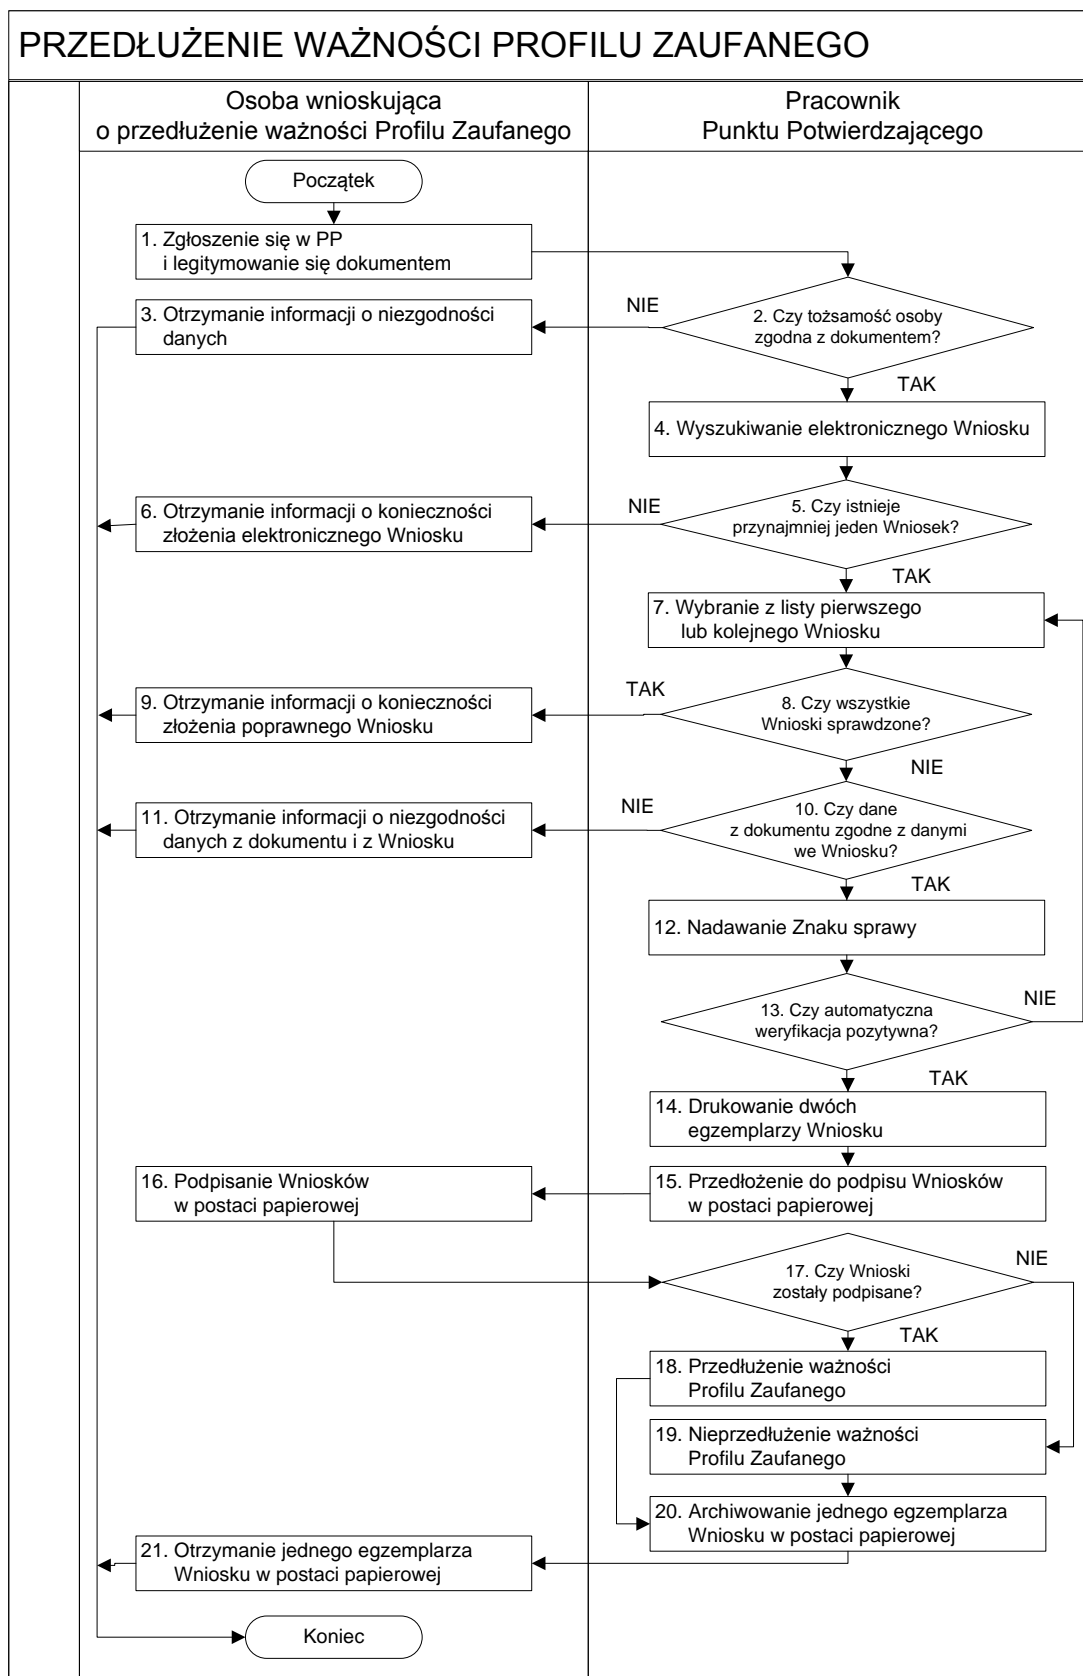 PRZEDŁUŻENIE WAŻNOŚCI PROFILU ZAUFANEGO
Osoba wnioskująca
o przedłużenie ważności Profilu Zaufanego
Pracownik
Punktu Potwierdzającego
Początek
1. Zgłoszenie się w PP
i legitymowanie się dokumentem
2. Czy tożsamość osoby
zgodna z dokumentem?
NIE
3. Otrzymanie informacji o niezgodności
danych
TAK
4. Wyszukiwanie elektronicznego Wniosku
5. Czy istnieje
przynajmniej jeden Wniosek?
NIE
6. Otrzymanie informacji o konieczności
złożenia elektronicznego Wniosku
TAK
7. Wybranie z listy pierwszego
lub kolejnego Wniosku
8. Czy wszystkie
Wnioski sprawdzone?
TAK
9. Otrzymanie informacji o konieczności
złożenia poprawnego Wniosku
NIE
10. Czy dane
z dokumentu zgodne z danymi
we Wniosku?
NIE
11. Otrzymanie informacji o niezgodności
danych z dokumentu i z Wniosku
TAK
12. Nadawanie Znaku sprawy
13. Czy automatyczna
weryfikacja pozytywna?
NIE
TAK
14. Drukowanie dwóch
egzemplarzy Wniosku
15. Przedłożenie do podpisu Wniosków
w postaci papierowej
16. Podpisanie Wniosków
w postaci papierowej
17. Czy Wnioski
zostały podpisane?
NIE
TAK
18. Przedłużenie ważności
Profilu Zaufanego
19. Nieprzedłużenie ważności
Profilu Zaufanego
20. Archiwowanie jednego egzemplarza
Wniosku w postaci papierowej
21. Otrzymanie jednego egzemplarza
Wniosku w postaci papierowej
Koniec